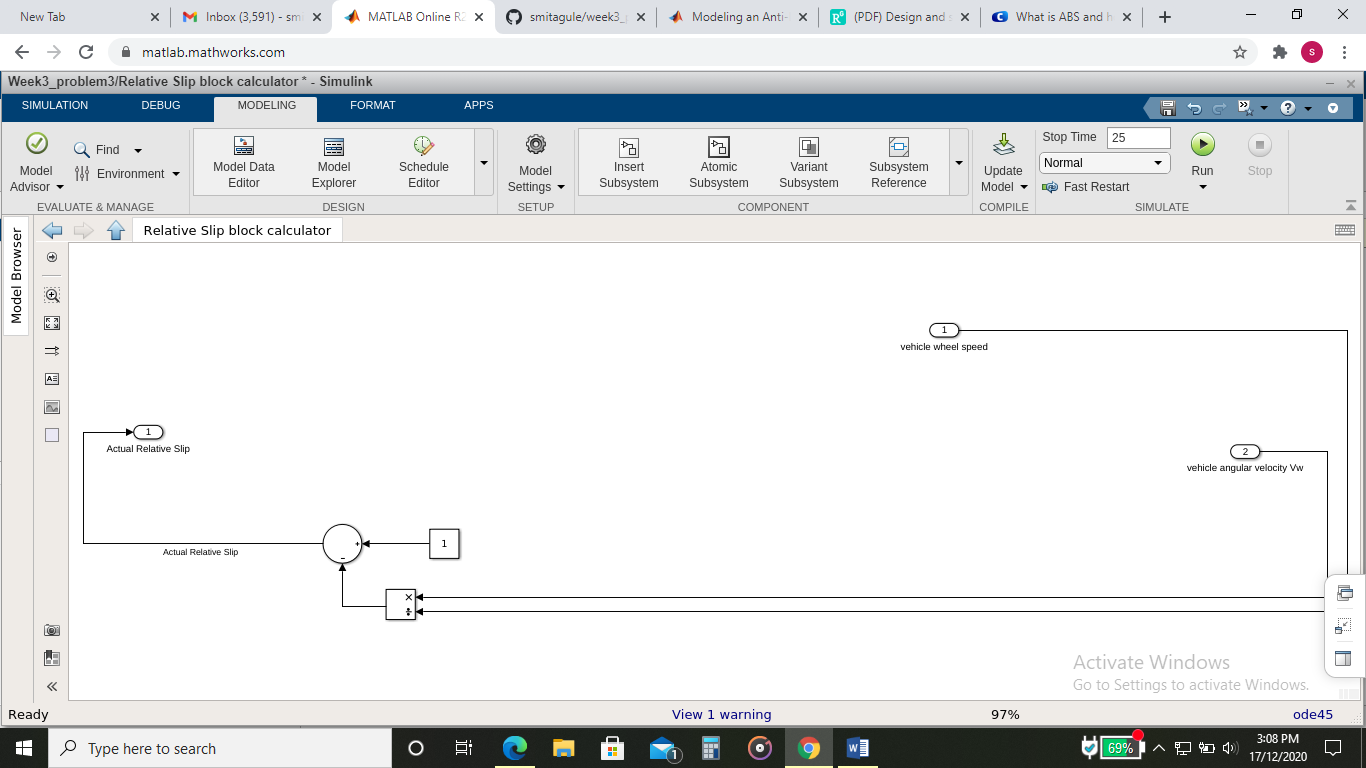 New Tab
Inbox (3,591) - sm
MATLAB Online R2
smitagule/week3_p
Modeling an Anti-
(PDF) Design and s
What is ABS and h
matlab.mathworks.com
s
Week3_problem3/Relative Slip block calculator * - Simulink
SIMULATION DEBUG MODELING FORMAT APPS
Model Advisor
Find
Environment
EVALUATE & MANAGE
Model Data Editor
Model Explorer
Schedule Editor
DESIGN
Model Settings
SETUP
Insert Subsystem
Atomic Subsystem
Variant Subsystem
Subsystem Reference
COMPONENT
Update Model
COMPILE
Stop Time 25
Normal
Fast Restart
Run
Stop
SIMULATE
Model Browser
Relative Slip block calculator
1
vehicle wheel speed
1
Actual Relative Slip
2
vehicle angular velocity Vw
+
1
Actual Relative Slip
−
×
÷
Activate Windows
Go to Settings to activate Windows.
Ready
View 1 warning
97%
ode45
Type here to search
1
69%
3:08 PM
17/12/2020